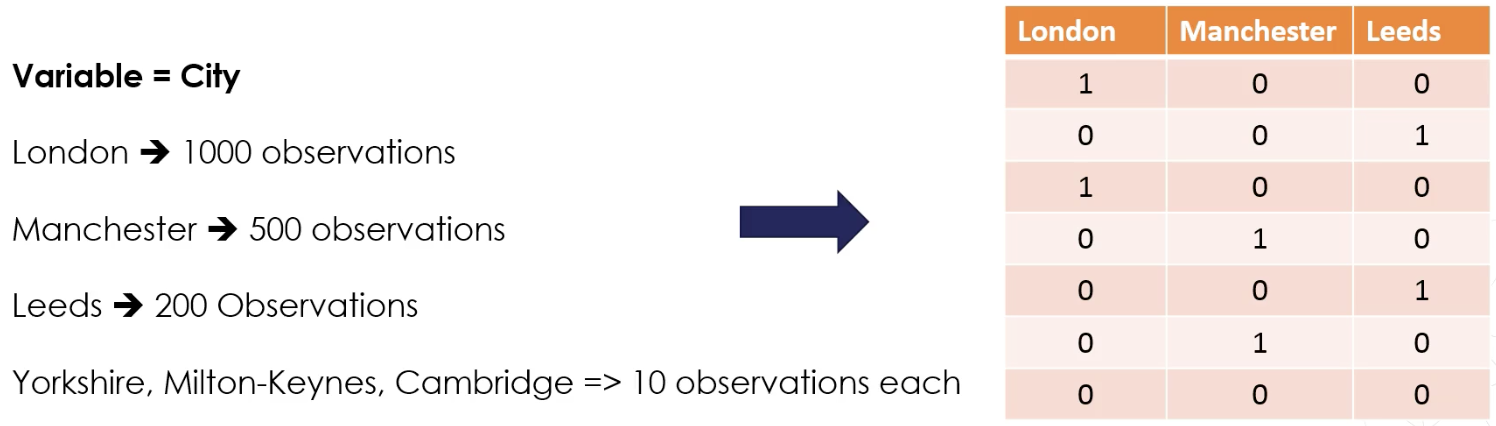 Variable = City
London ➔ 1000 observations
Manchester ➔ 500 observations
Leeds ➔ 200 Observations
Yorkshire, Milton-Keynes, Cambridge => 10 observations each
London Manchester Leeds
1 0 0
0 0 1
1 0 0
0 1 0
0 0 1
0 1 0
0 0 0